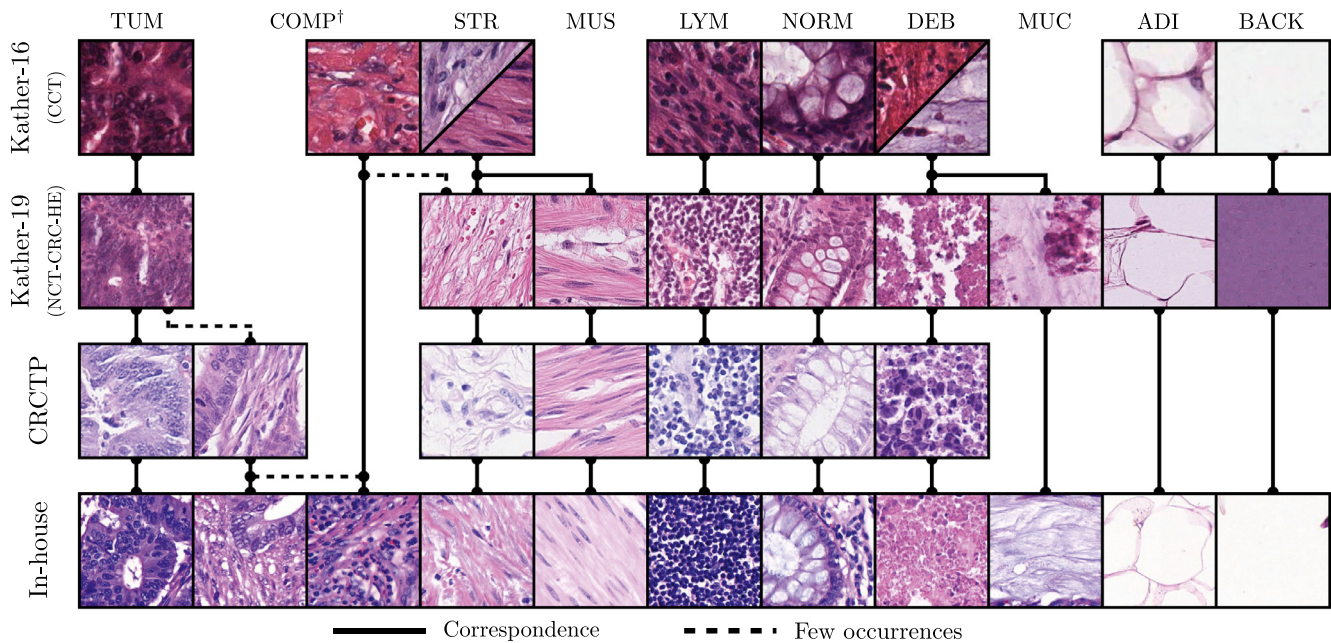 TUM COMP† STR MUS LYM NORM DEB MUC ADI BACK
Kather-16
(CCT)
Kather-19
(NCT-CRC-HE)
CRCTP
In-house
Correspondence Few occurrences